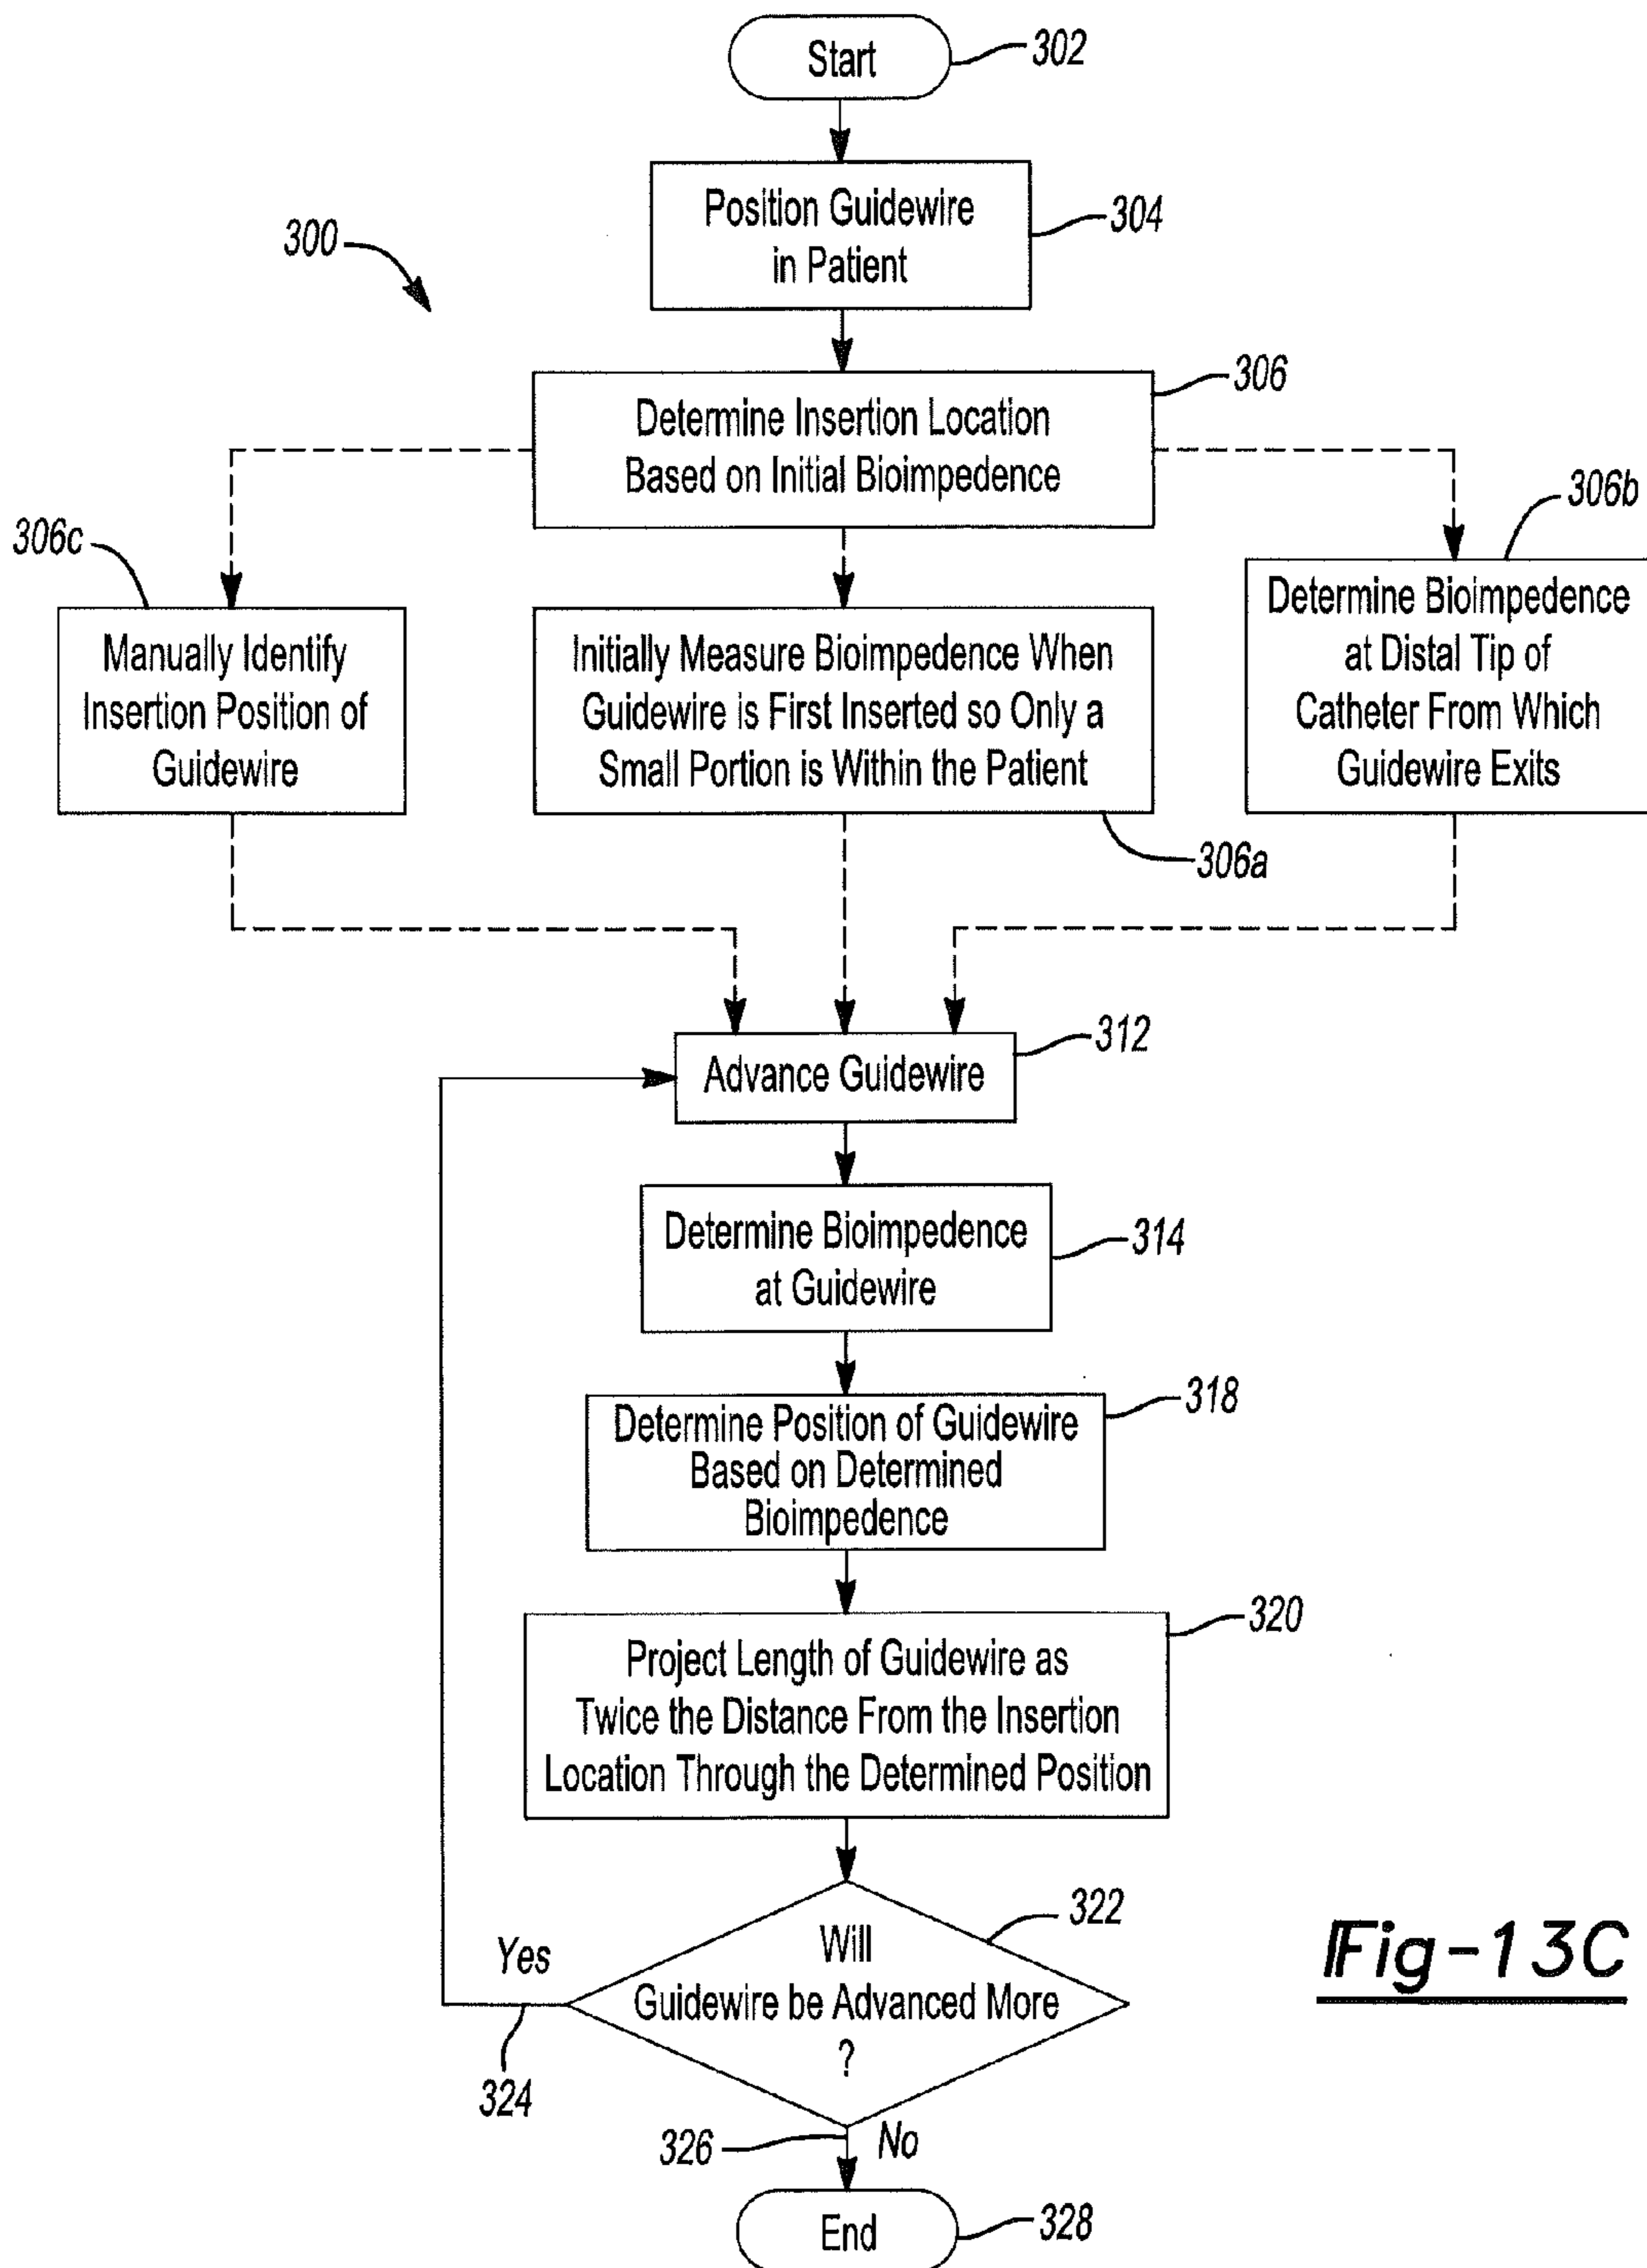 Start
302
Position Guidewire
in Patient
304
300
306
Determine Insertion Location
Based on Initial Bioimpedence
306c
306b
Manually Identify
Insertion Position of
Guidewire
Initially Measure Bioimpedence When
Guidewire is First Inserted so Only a
Small Portion is Within the Patient
Determine Bioimpedence
at Distal Tip of
Catheter From Which
Guidewire Exits
306a
Advance Guidewire
312
Determine Bioimpedence
at Guidewire
314
Determine Position of Guidewire
Based on Determined
Bioimpedence
318
Project Length of Guidewire as
Twice the Distance From the Insertion
Location Through the Determined Position
320
Will
Guidewire be Advanced More
?
322
Yes
324
326
No
End
328
Fig-13C